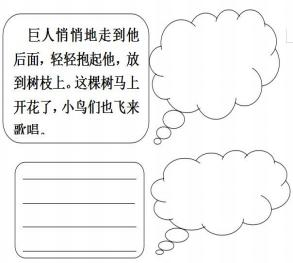 巨人悄悄地走到他
后面，轻轻抱起他，放
到树枝上。这棵树马上
开花了，小鸟们也飞来
歌唱。